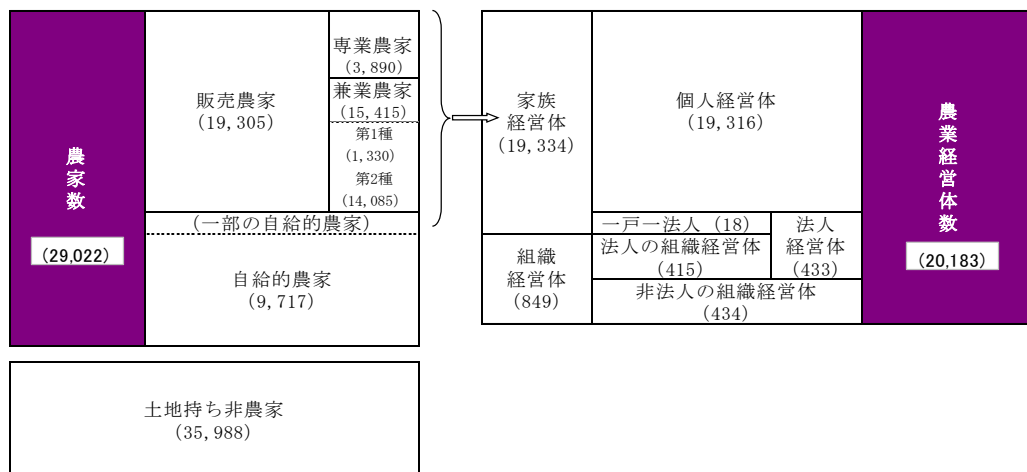 農家数
(29,022)
販売農家
(19,305)
専業農家
(3,890)
兼業農家
(15,415)
第1種
(1,330)
第2種
(14,085)
(一部の自給的農家)
自給的農家
(9,717)
家族
経営体
(19,334)
個人経営体
(19,316)
一戸一法人 (18)
法人
経営体
(433)
組織
経営体
(849)
法人の組織経営体
(415)
非法人の組織経営体
(434)
農業経営体数
(20,183)
土地持ち非農家
(35,988)